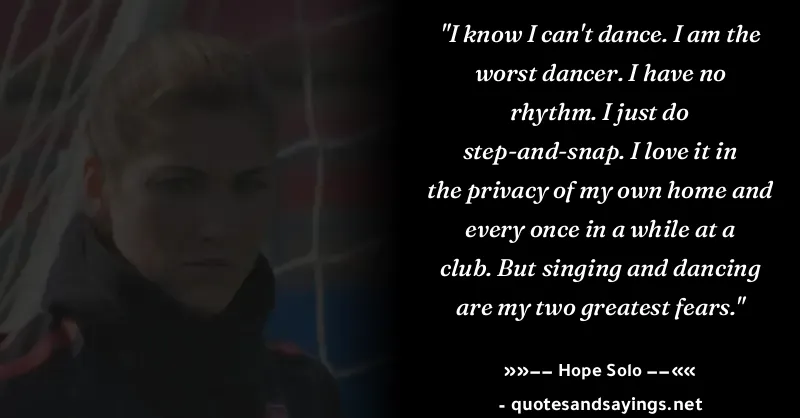 "I know I can't dance. I am the
worst dancer. I have no
rhythm. I just do
step-and-snap. I love it in
the privacy of my own home and
every once in a while at a
club. But singing and dancing
are my two greatest fears."
»»−− Hope Solo −−««
- quotesandsayings.net